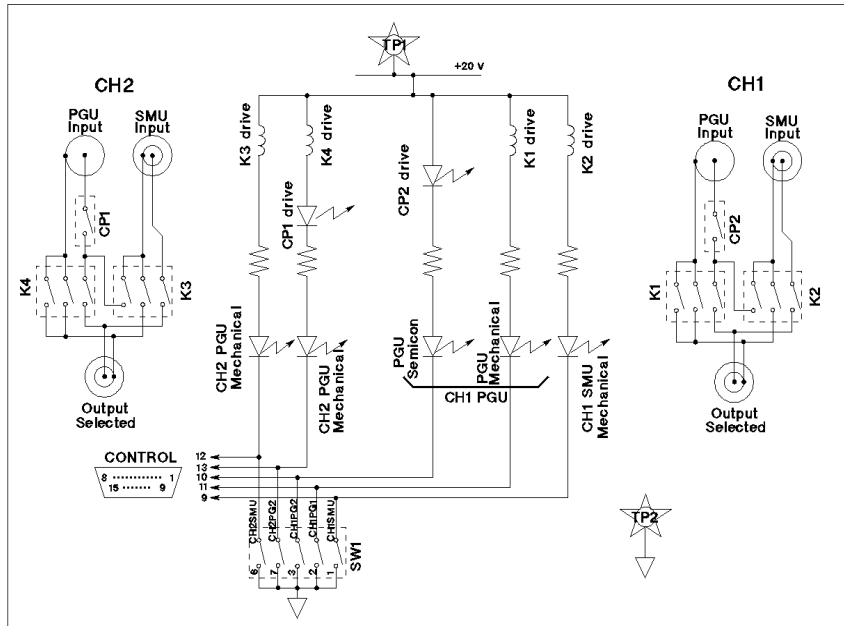 TP1
+20 V
CH2
PGU
Input
SMU
Input
CP1
K4
K3
Output
Selected
K3 drive
K4 drive
CP1 drive
CP2 drive
K1 drive
K2 drive
CH2 PGU
Mechanical
CH2 PGU
Mechanical
PGU
Semicon
PGU
Mechanical
CH1 PGU
CH1 SMU
Mechanical
CH1
PGU
Input
SMU
Input
CP2
K1
K2
Output
Selected
CONTROL
8 1
15 9
12
13
10
11
9
CH2SMU
CH2PG2
CH1PG2
CH1PG1
CH1SMU
6
7
3
2
1
SW1
TP2